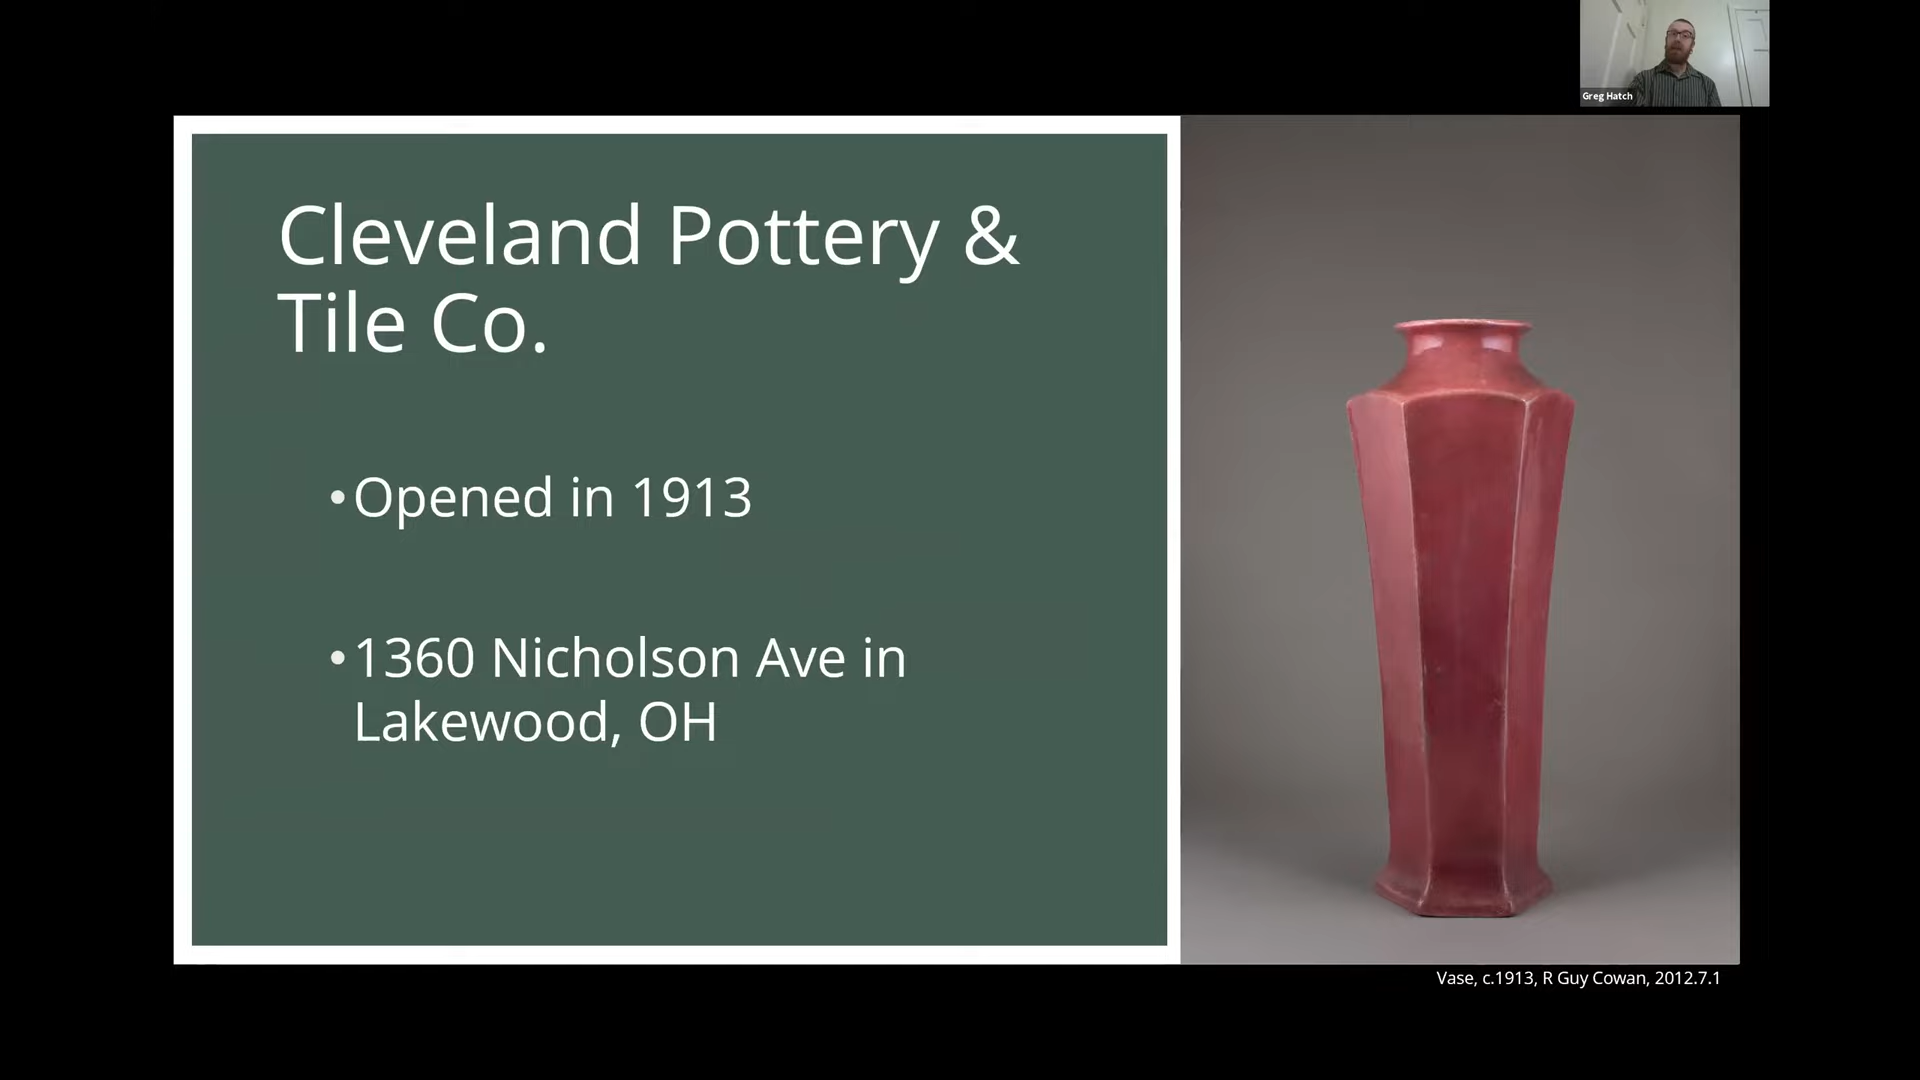 Greg Hatch
Cleveland Pottery &
Tile Co.
•Opened in 1913
•1360 Nicholson Ave in
Lakewood, OH
Vase, c.1913, R Guy Cowan, 2012.7.1